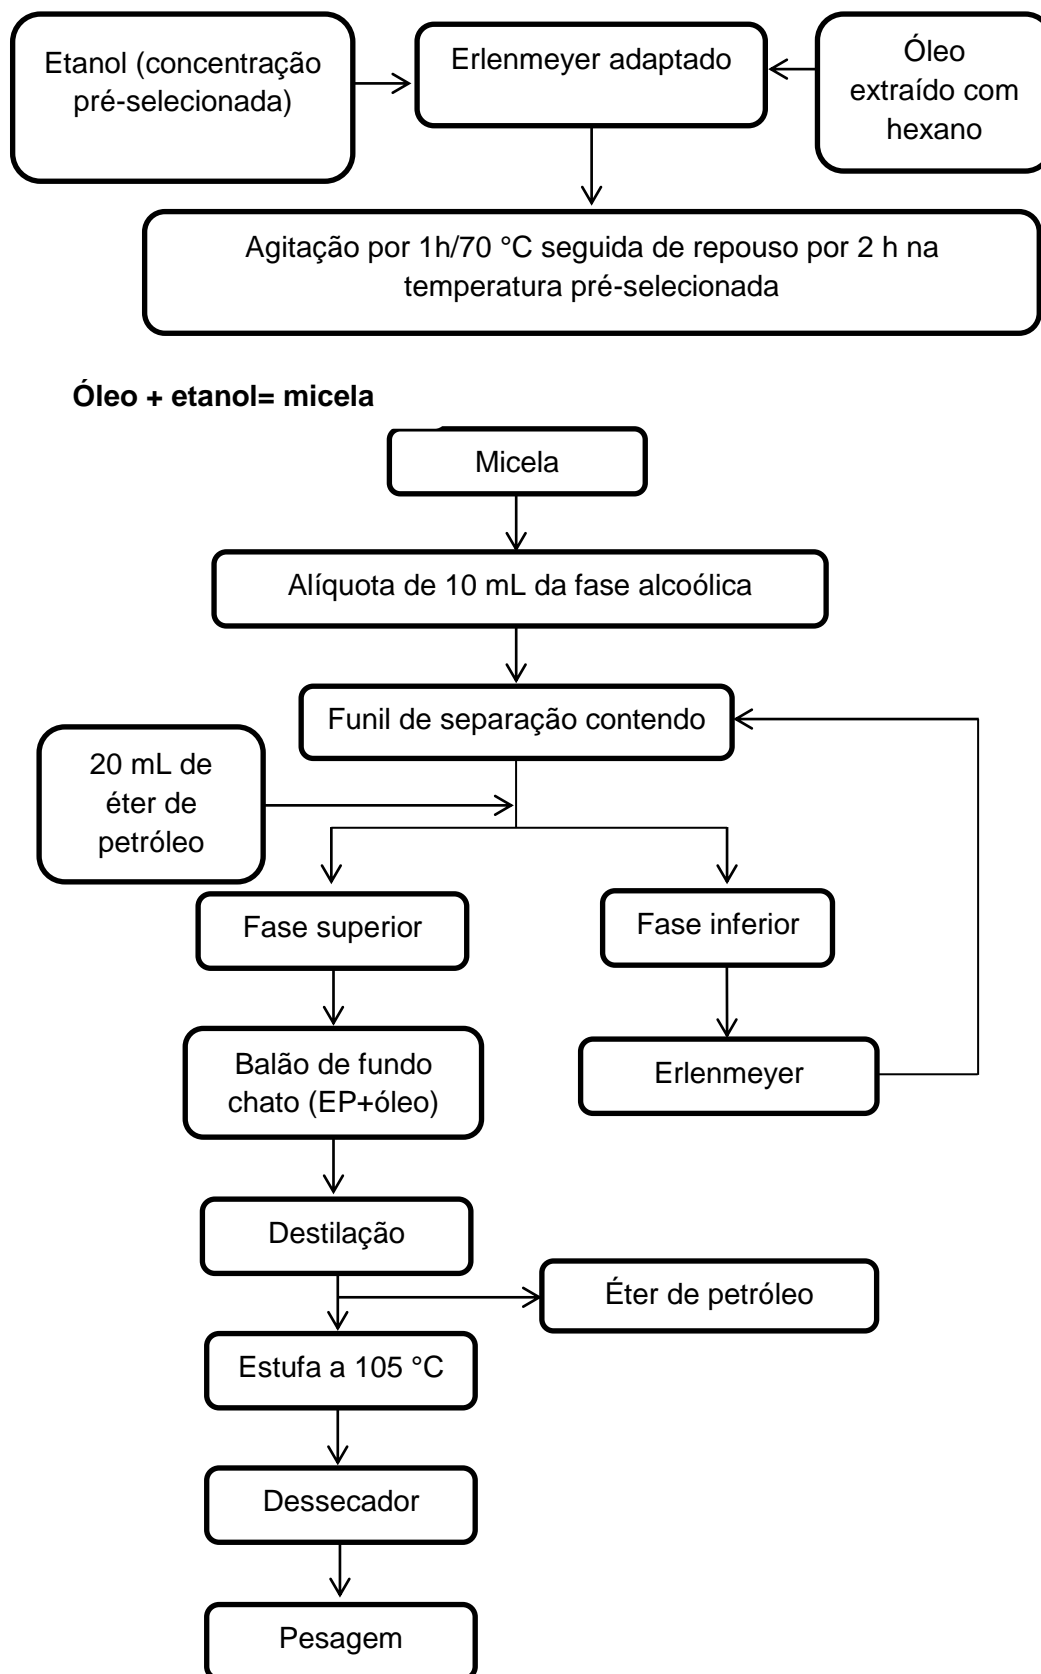 Etanol (concentração
pré-selecionada)
Erlenmeyer adaptado
Óleo
extraído com
hexano
Agitação por 1h/70 °C seguida de repouso por 2 h na
temperatura pré-selecionada
Óleo + etanol= micela
Micela
Alíquota de 10 mL da fase alcoólica
Funil de separação contendo
20 mL de
éter de
petróleo
Fase superior
Fase inferior
Balão de fundo
chato (EP+óleo)
Erlenmeyer
Destilação
Éter de petróleo
Estufa a 105 °C
Dessecador
Pesagem